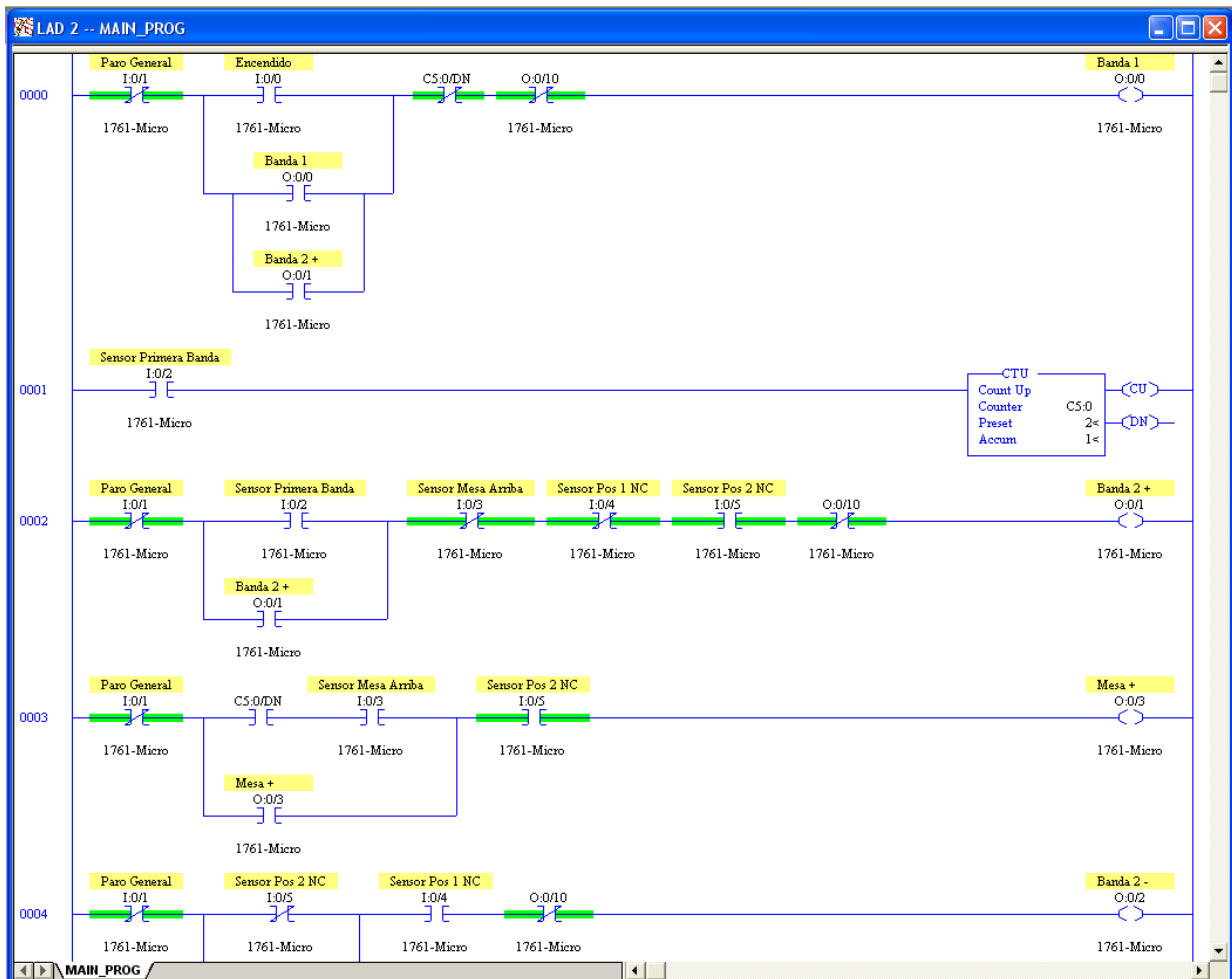 LAD 2 -- MAIN_PROG
Paro General Encendido Banda 1
I:0/1 I:0/0 C5:0/DN O:0/10 O:0/0
0000
1761-Micro 1761-Micro 1761-Micro 1761-Micro
Banda 1
O:0/0
1761-Micro
Banda 2 +
O:0/1
1761-Micro
Sensor Primera Banda
I:0/2
0001
1761-Micro
CTU
Count Up
Counter C5:0
Preset 2<
Accum 1<
CU
DN
Paro General Sensor Primera Banda Sensor Mesa Arriba Sensor Pos 1 NC Sensor Pos 2 NC Banda 2 +
I:0/1 I:0/2 I:0/3 I:0/4 I:0/5 O:0/10 O:0/1
0002
1761-Micro 1761-Micro 1761-Micro 1761-Micro 1761-Micro 1761-Micro 1761-Micro
Banda 2 +
O:0/1
1761-Micro
Paro General Sensor Mesa Arriba Sensor Pos 2 NC Mesa +
I:0/1 C5:0/DN I:0/3 I:0/5 O:0/3
0003
1761-Micro 1761-Micro 1761-Micro 1761-Micro
Mesa +
O:0/3
1761-Micro
Paro General Sensor Pos 2 NC Sensor Pos 1 NC Banda 2 -
I:0/1 I:0/5 I:0/4 O:0/10 O:0/2
0004
1761-Micro 1761-Micro 1761-Micro 1761-Micro 1761-Micro
MAIN_PROG